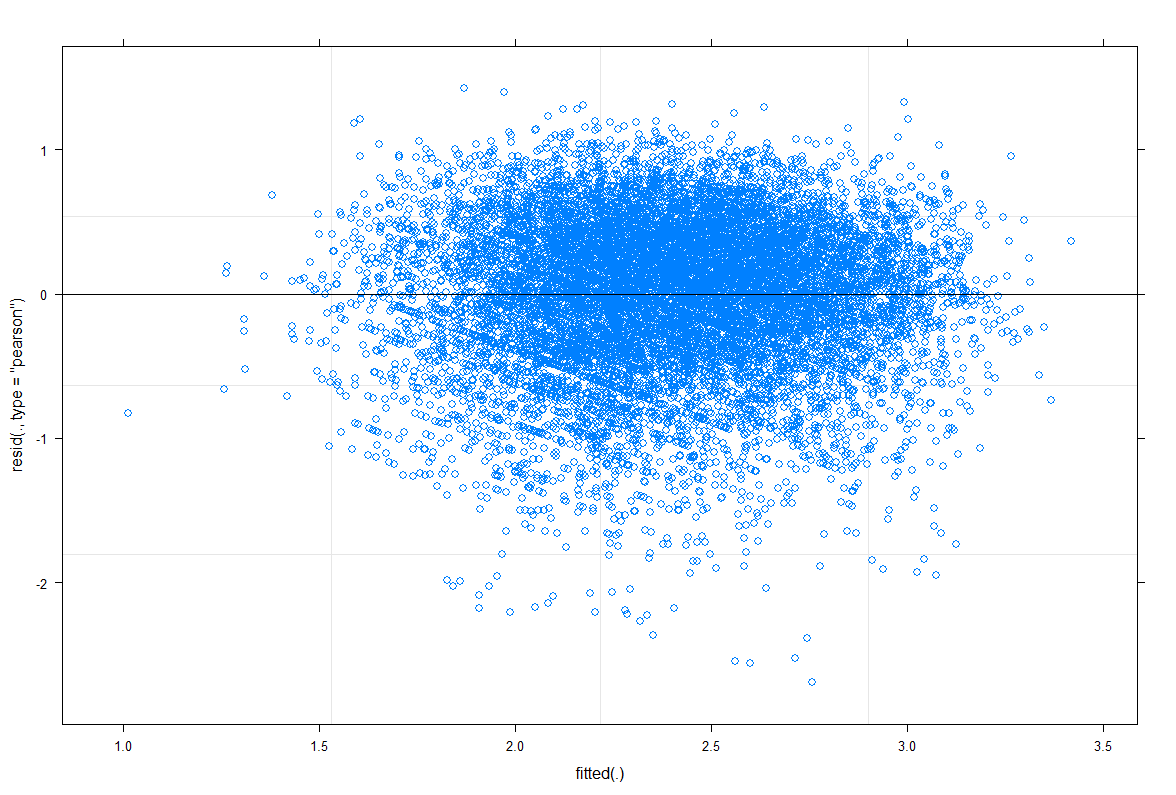 1
0
-1
-2
resid(., type = "pearson")
1.0 1.5 2.0 2.5 3.0 3.5
fitted(.)